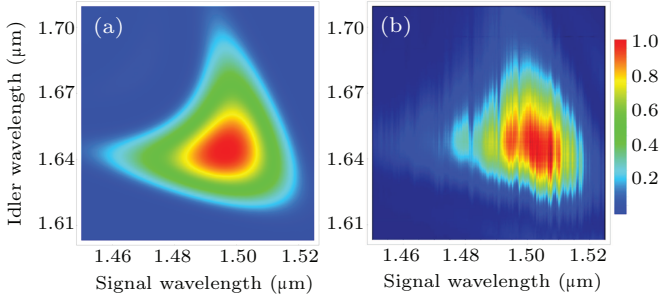 Idler wavelength (μm)
1.70
1.67
1.64
1.61
(a)
1.46 1.48 1.50 1.52
Signal wavelength (μm)
1.70
1.67
1.64
1.61
(b)
1.46 1.48 1.50 1.52
Signal wavelength (μm)
1.0
0.8
0.6
0.4
0.2